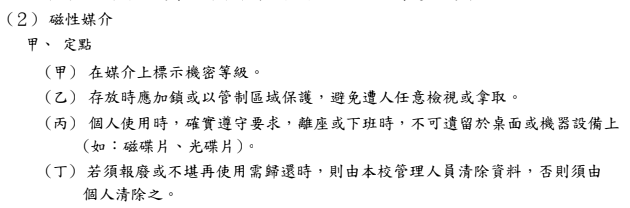 （2）磁性媒介
甲、 定點
（甲） 在媒介上標示機密等級。
（乙） 存放時應加鎖或以管制區域保護，避免遭人任意檢視或拿取。
（丙） 個人使用時，確實遵守要求，離座或下班時，不可遺留於桌面或機器設備上
（如：磁碟片、光碟片）。
（丁） 若須報廢或不堪再使用需歸還時，則由本校管理人員清除資料，否則須由
個人清除之。